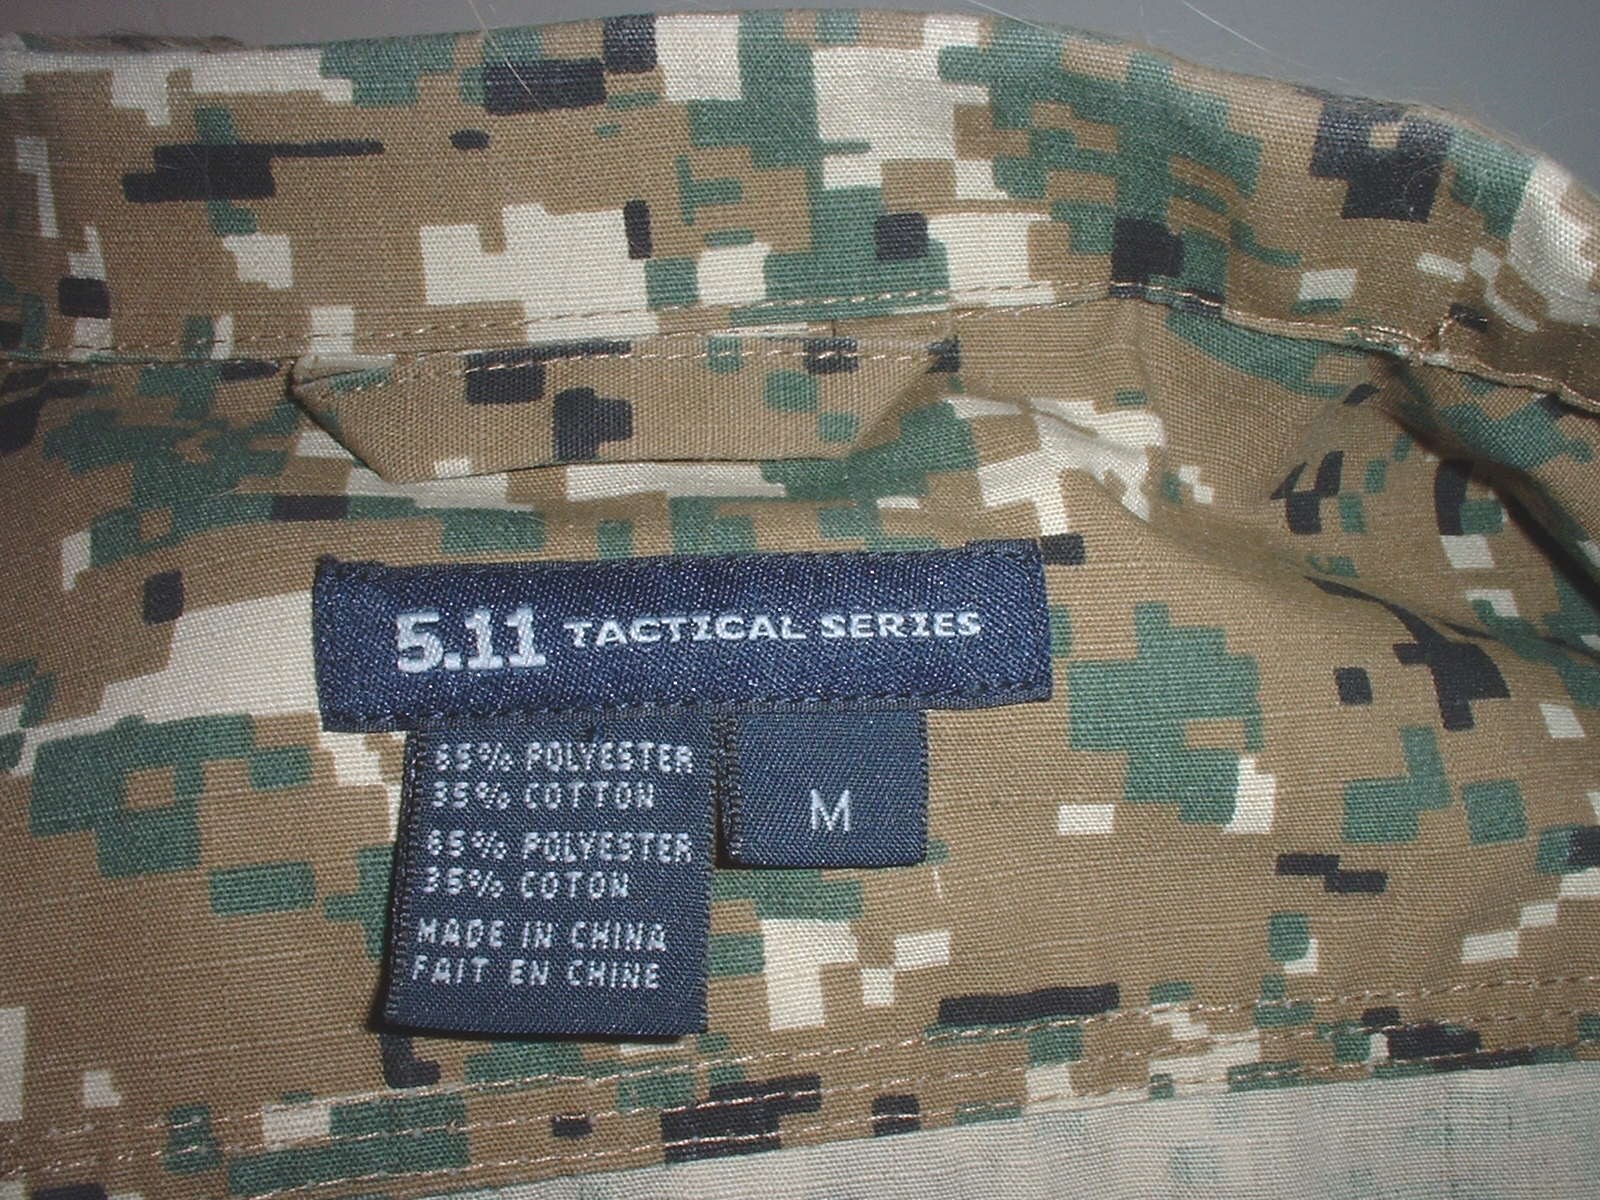 5.11 TACTICAL SERIES
65% POLYESTER
35% COTTON
65% POLYESTER
35% COTON
MADE IN CHINA
FAIT EN CHINE
M